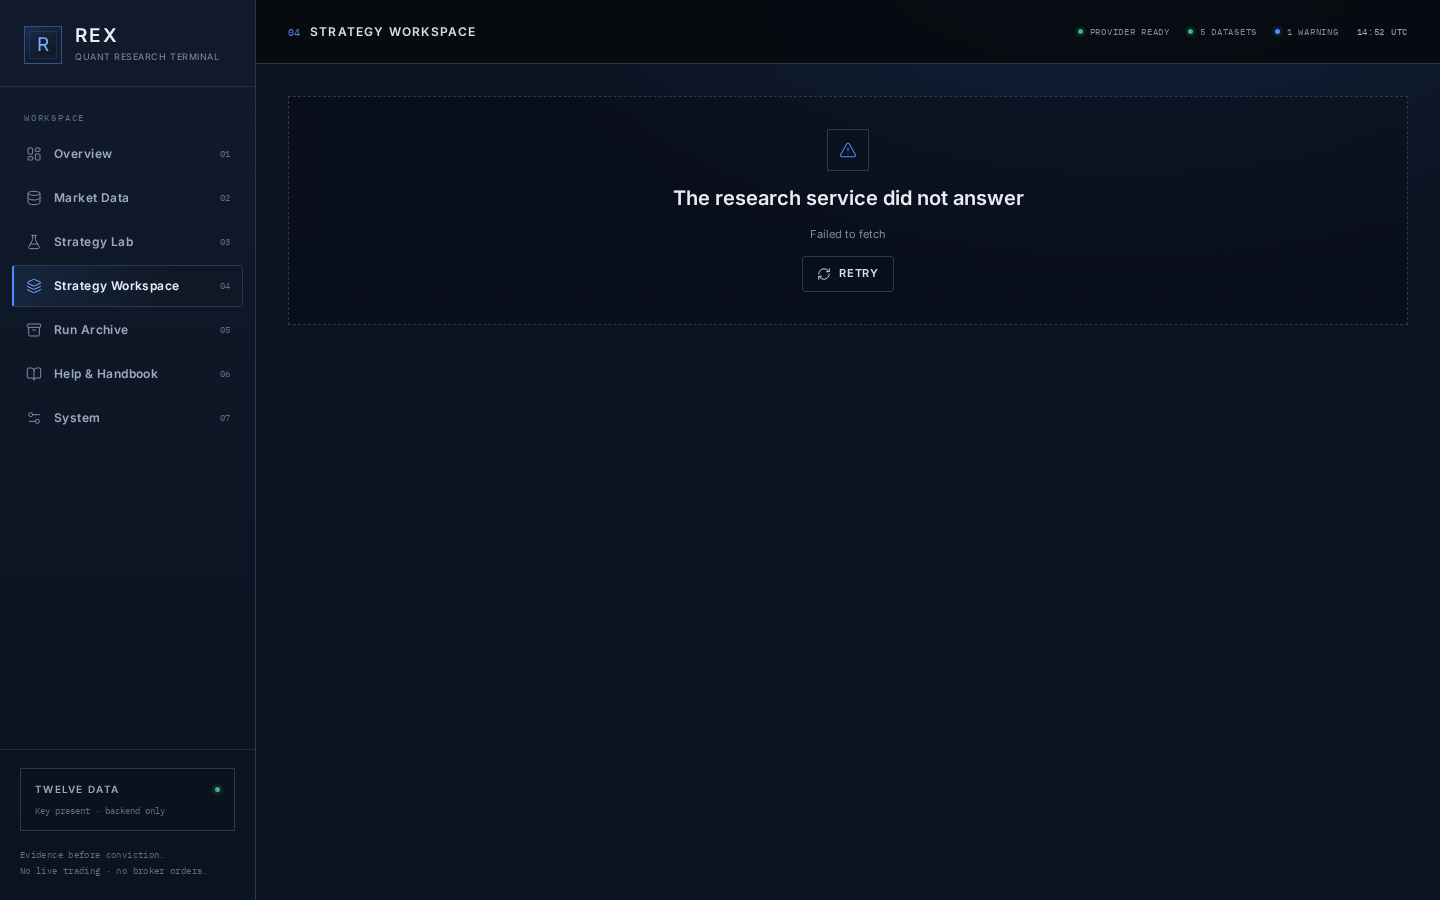 R
REX
QUANT RESEARCH TERMINAL
WORKSPACE
Overview 01
Market Data 02
Strategy Lab 03
Strategy Workspace 04
Run Archive 05
Help & Handbook 06
System 07
TWELVE DATA
Key present · backend only
Evidence before conviction.
No live trading · no broker orders.
04 STRATEGY WORKSPACE
PROVIDER READY 5 DATASETS 1 WARNING 14:52 UTC
The research service did not answer
Failed to fetch
RETRY